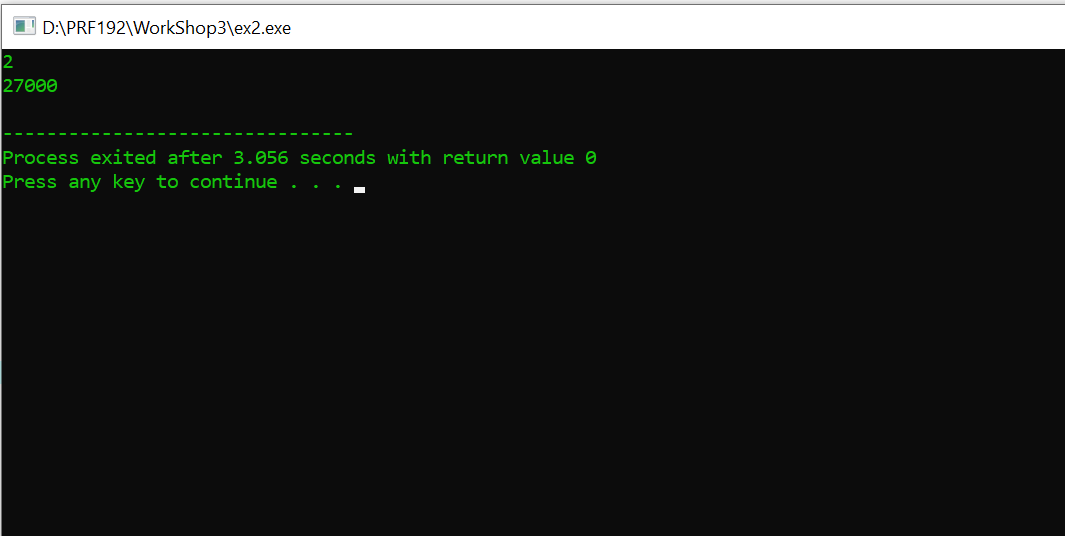 D:\PRF192\WorkShop3\ex2.exe
2
27000
--------------------------------
Process exited after 3.056 seconds with return value 0
Press any key to continue . . .